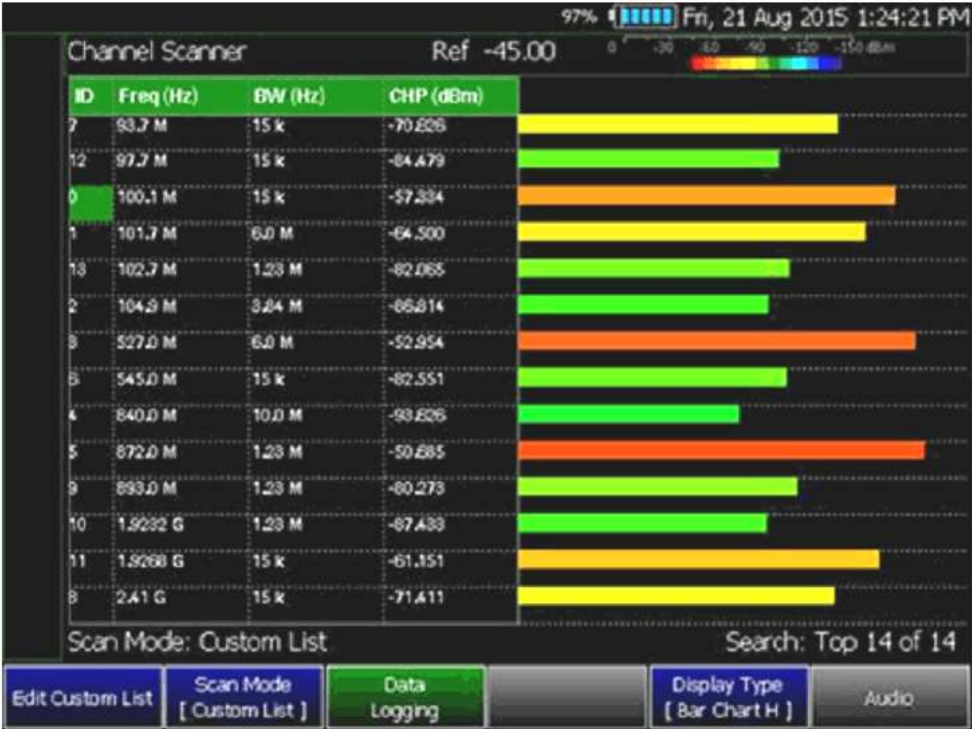 97% Fri, 21 Aug 2015 1:24:21 PM
Channel Scanner Ref -45.00 0 -30 -60 -90 -120 -150 dBm
ID Freq (Hz) BW (Hz) CHP (dBm)
7 93.7 M 15 k -70.826
12 97.7 M 15 k -84.479
0 100.1 M 15 k -57.334
1 101.7 M 6.0 M -64.500
13 102.7 M 1.23 M -82.065
2 104.9 M 3.84 M -86.814
3 527.0 M 6.0 M -52.954
6 545.0 M 15 k -82.551
4 840.0 M 10.0 M -93.626
5 872.0 M 1.23 M -50.685
9 893.0 M 1.23 M -80.273
10 1.9232 G 1.23 M -87.433
11 1.9268 G 15 k -61.151
8 2.41 G 15 k -71.411
Scan Mode: Custom List Search: Top 14 of 14
Edit Custom List Scan Mode Data Display Type Audio
[ Custom List ] Logging [ Bar Chart H ]